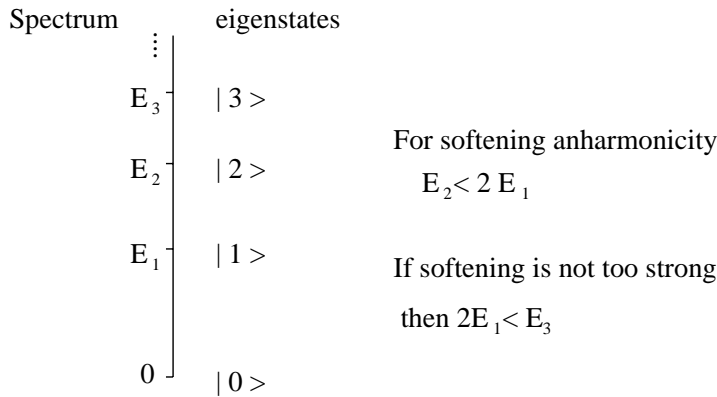 Spectrum eigenstates
E₃ | 3 >
For softening anharmonicity
E₂ | 2 >
E₂< 2 E₁
E₁ | 1 >
If softening is not too strong
then 2E₁< E₃
0 | 0 >